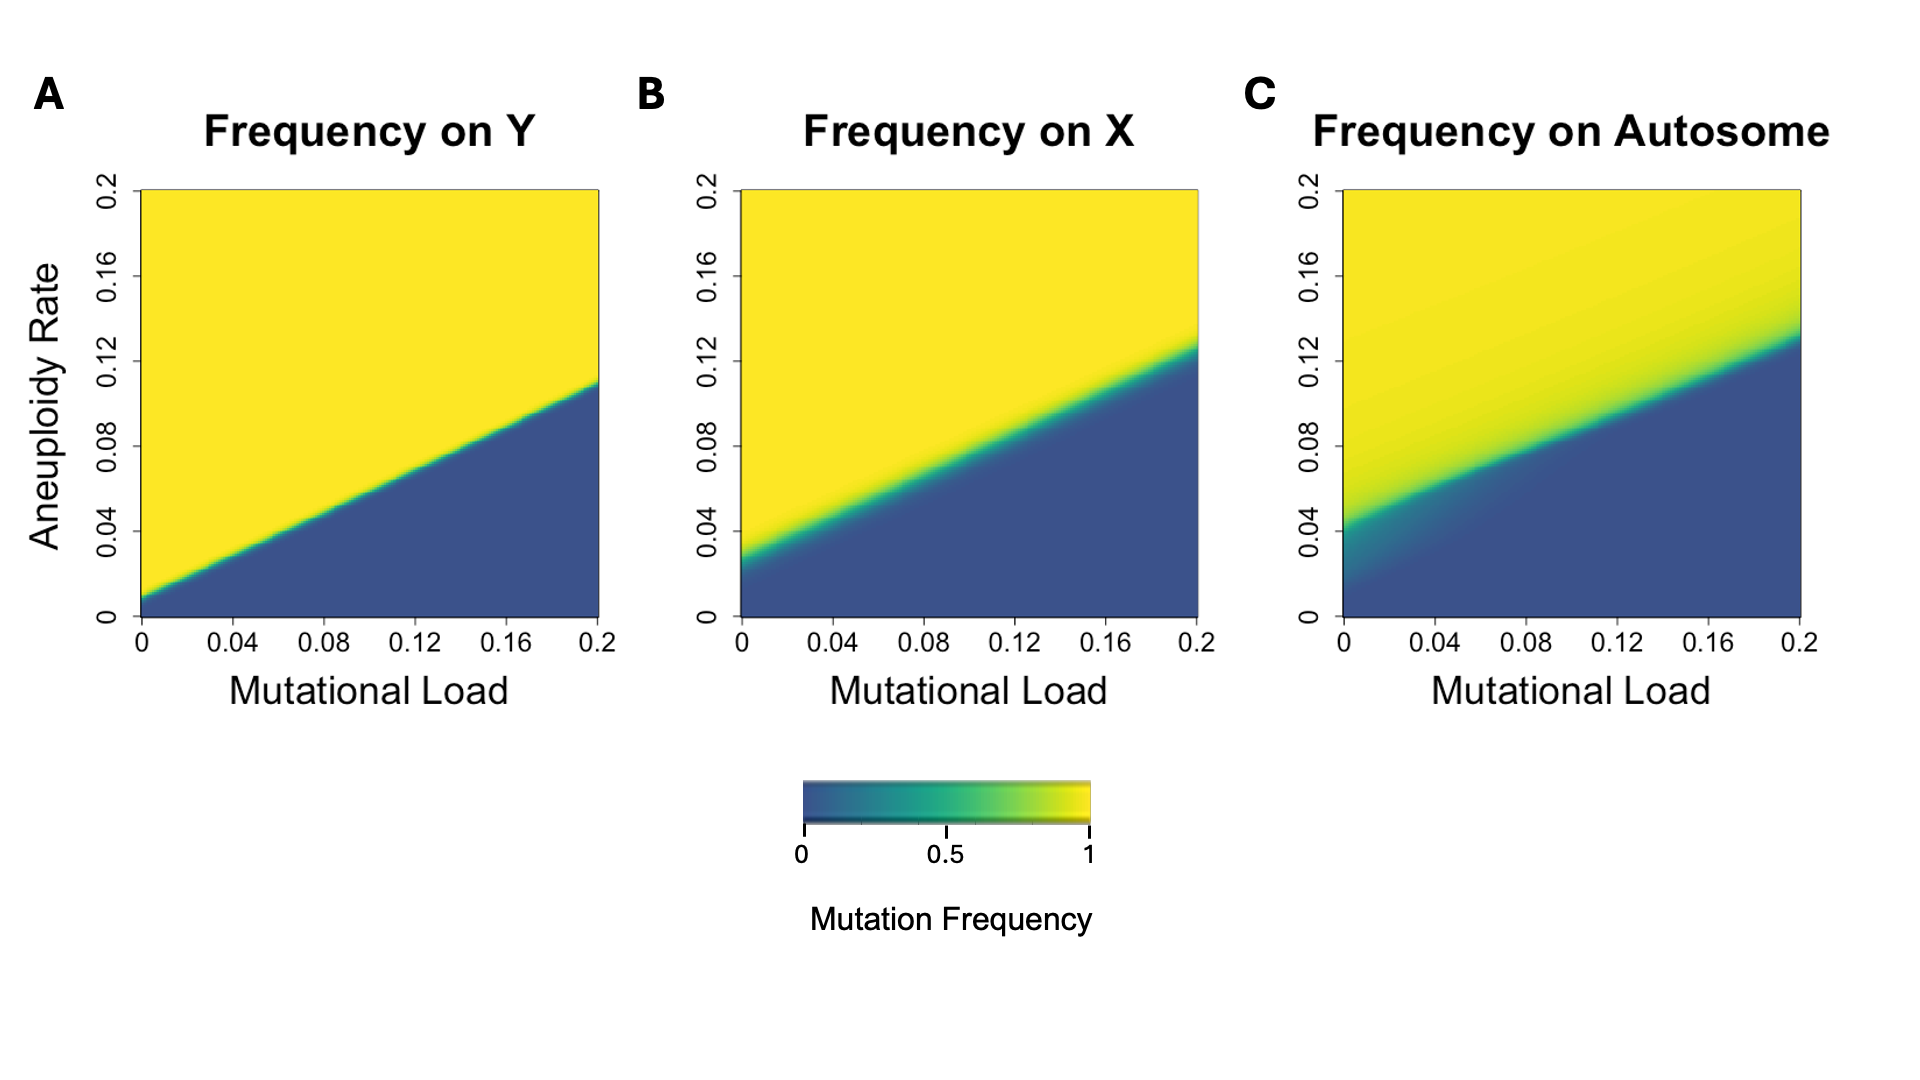 A
B
C
Frequency on Y
Frequency on X
Frequency on Autosome
Aneuploidy Rate
0.2
0.16
0.12
0.08
0.04
0
0 0.04 0.08 0.12 0.16 0.2
Mutational Load
0.2
0.16
0.12
0.08
0.04
0
0 0.04 0.08 0.12 0.16 0.2
Mutational Load
0.2
0.16
0.12
0.08
0.04
0
0 0.04 0.08 0.12 0.16 0.2
Mutational Load
0 0.5 1
Mutation Frequency